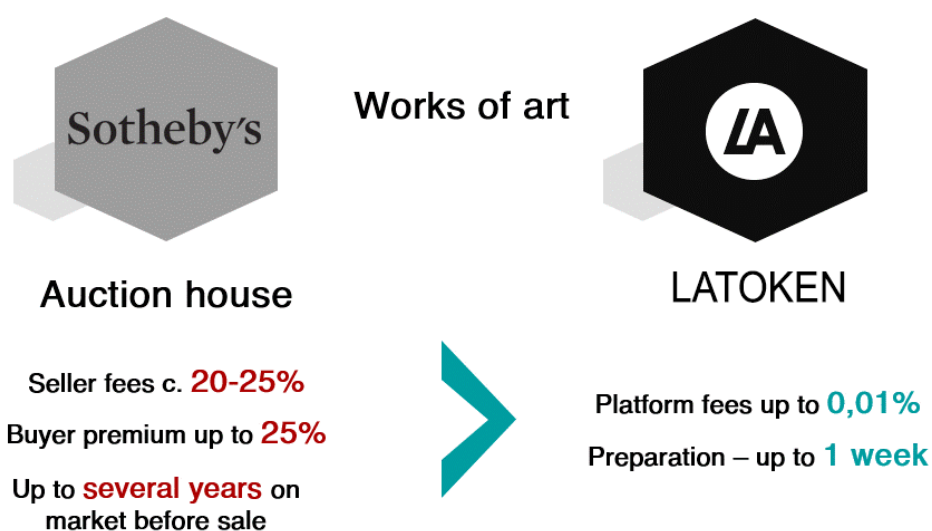 Sotheby's
Works of art
LA
Auction house
LATOKEN
Seller fees c. 20-25%
Buyer premium up to 25%
Up to several years on
market before sale
Platform fees up to 0,01%
Preparation – up to 1 week